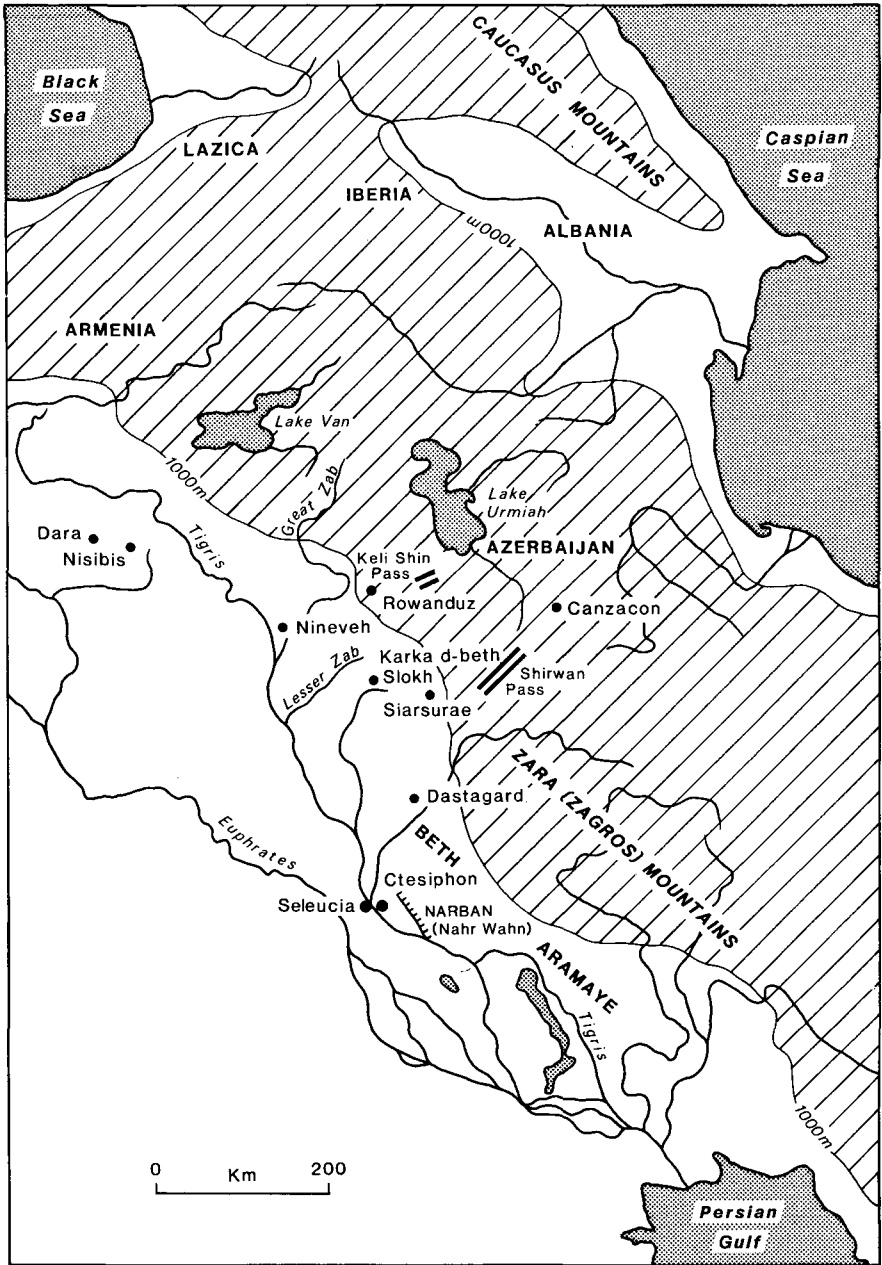 Black
Sea
CAUCASUS MOUNTAINS
Caspian
Sea
LAZICA
IBERIA
1000m
ALBANIA
ARMENIA
Lake Van
1000m
Great Zab
Lake
Urmiah
Tigris
Dara
Nisibis
AZERBAIJAN
Keli Shin
Pass
Rowanduz
Canzacon
Nineveh
Karka d-beth
Slokh
Shirwan
Pass
Lesser Zab
Siarsurae
ZARA (ZAGROS) MOUNTAINS
Dastagard
Euphrates
BETH
ARAMAYE
Ctesiphon
Seleucia
NARBAN
(Nahr Wahn)
Tigris
1000m
0 200
Km
Persian
Gulf